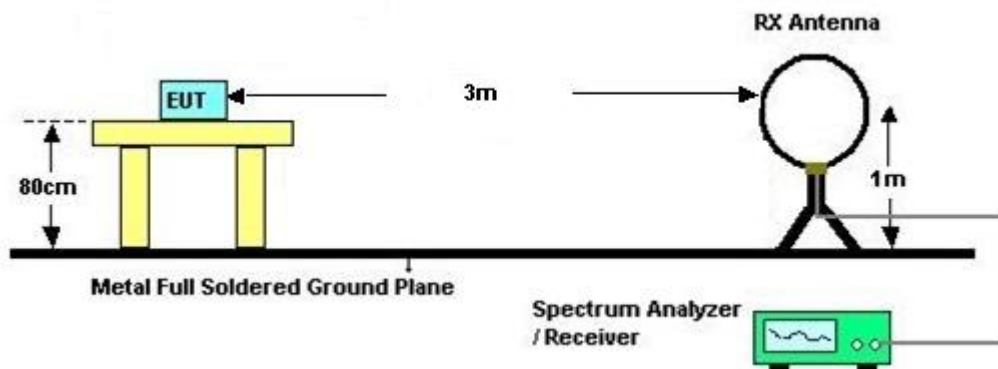 RX Antenna
EUT
3m
80cm
1m
Metal Full Soldered Ground Plane
Spectrum Analyzer
/ Receiver